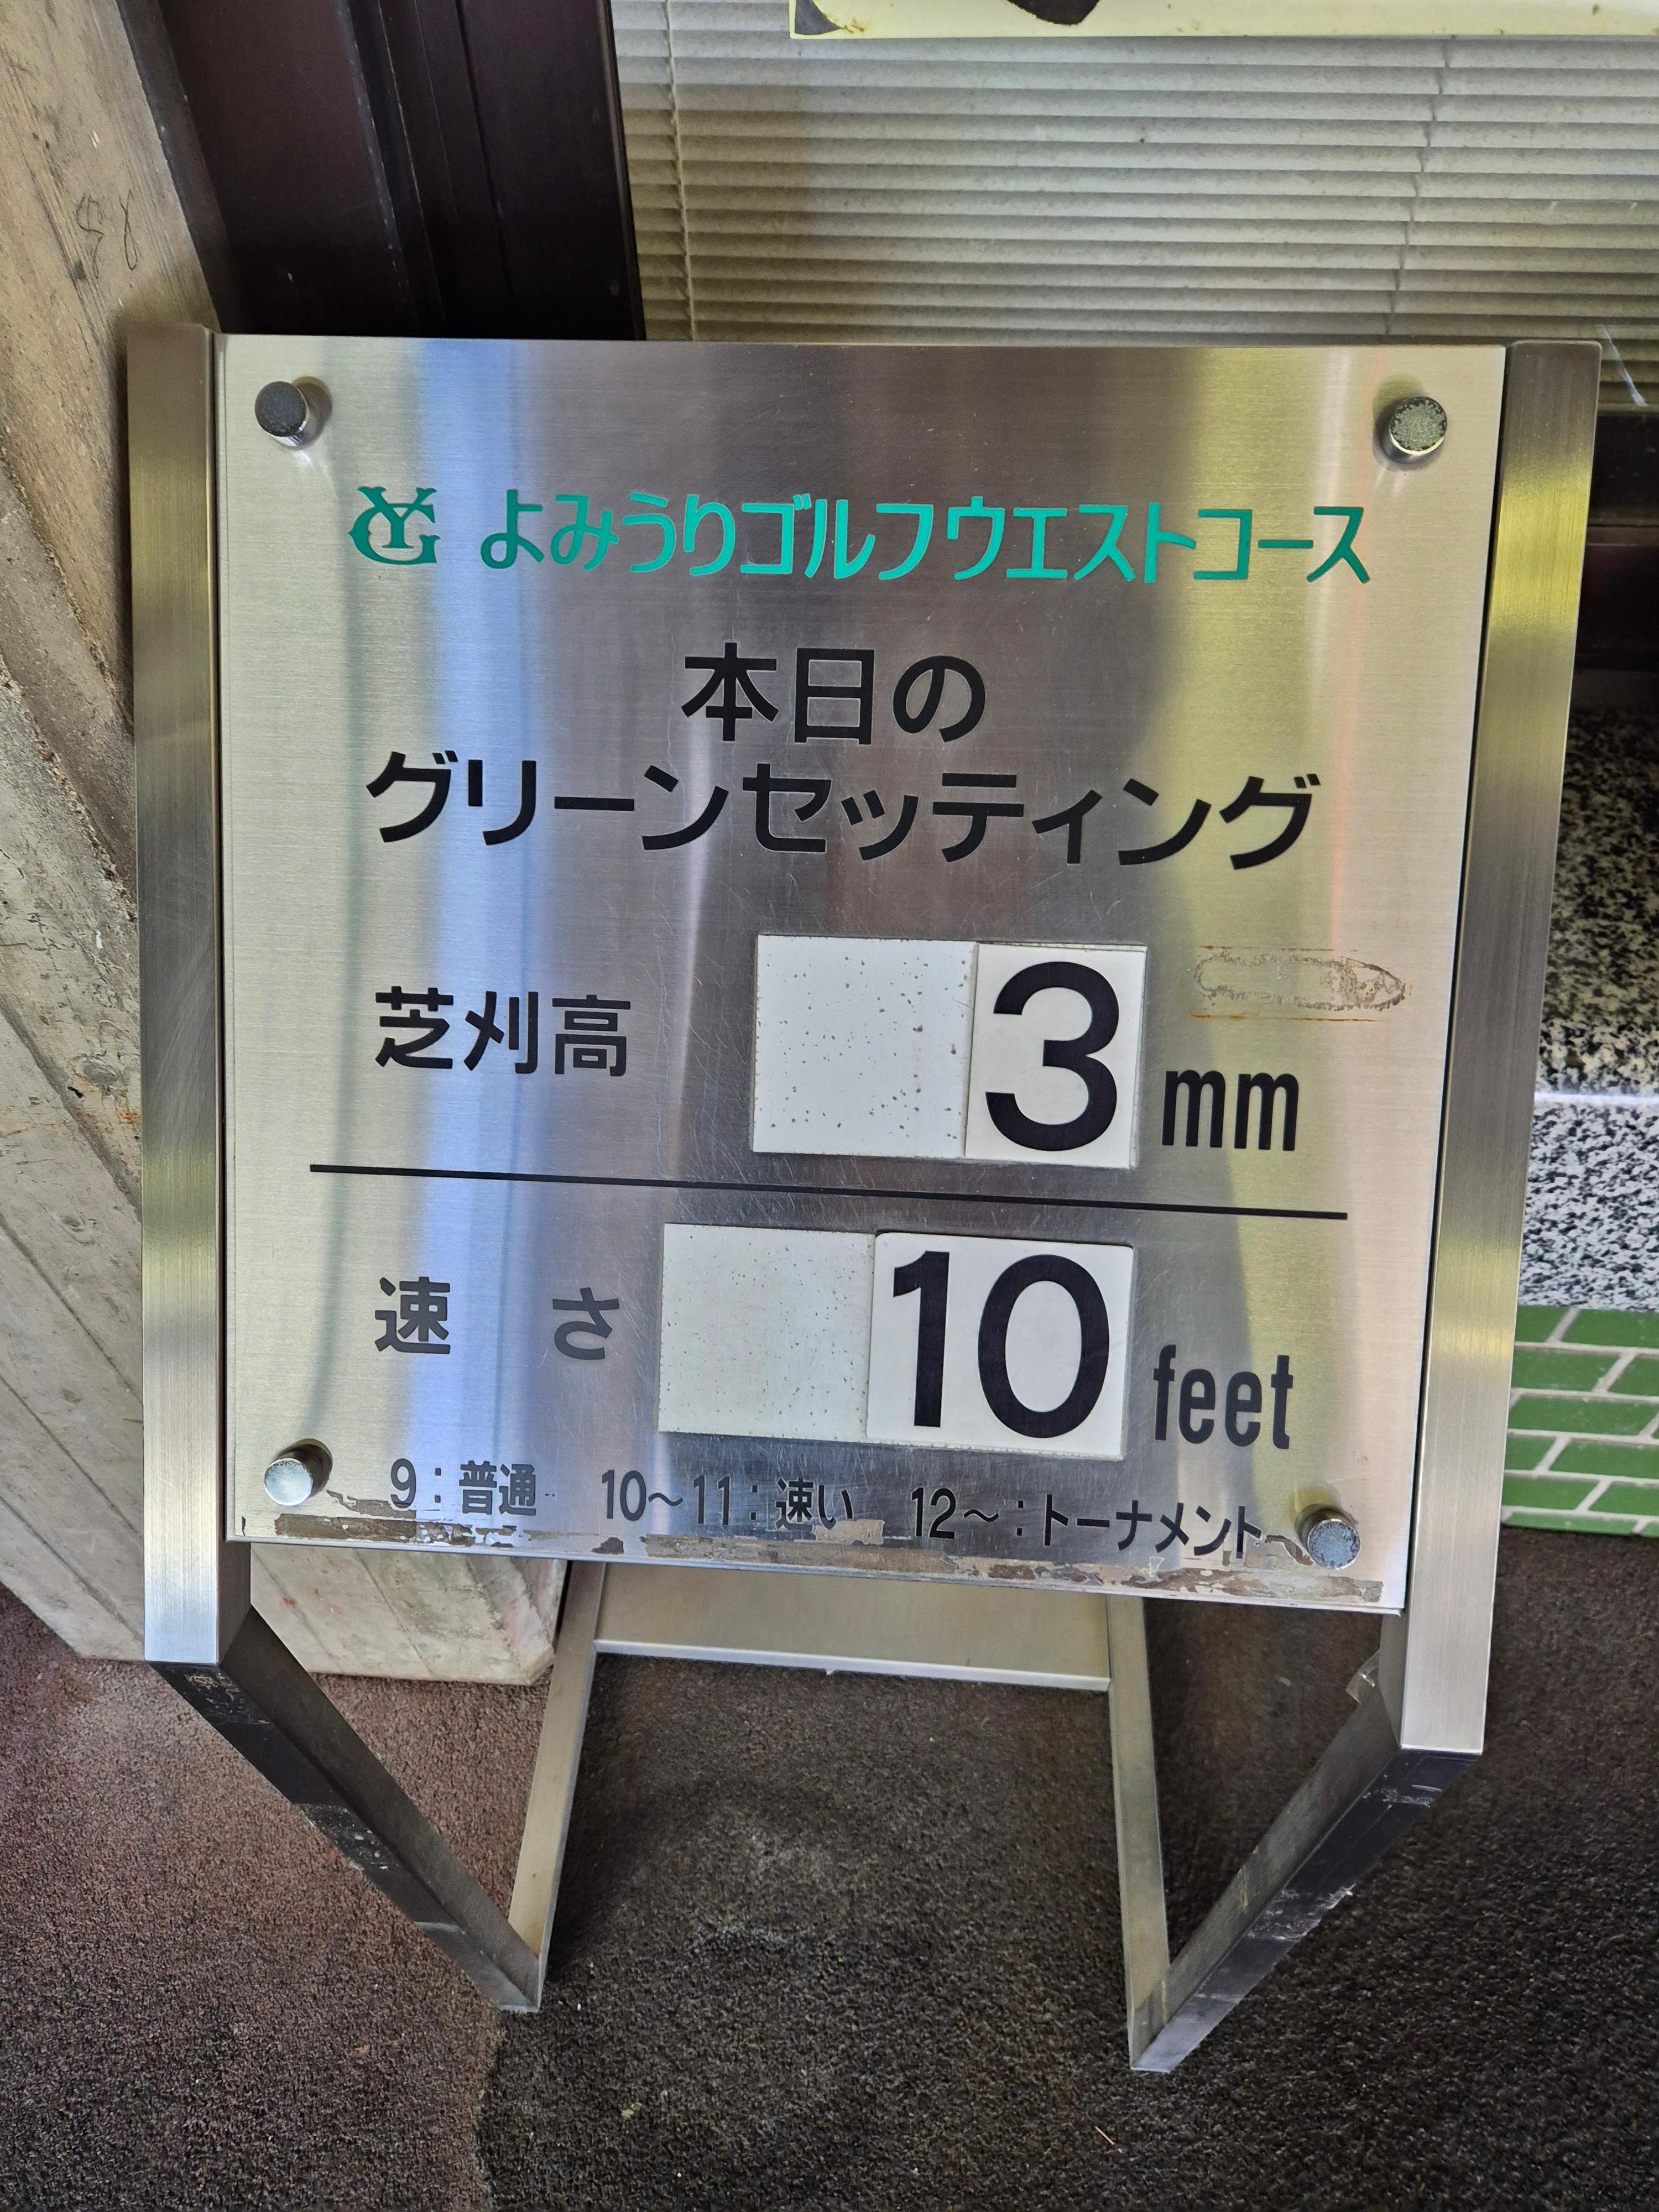 YG よみうりゴルフウエストコース
本日の
グリーンセッティング
芝刈高 3 mm
速さ 10 feet
9：普通 10～11：速い 12～：トーナメント